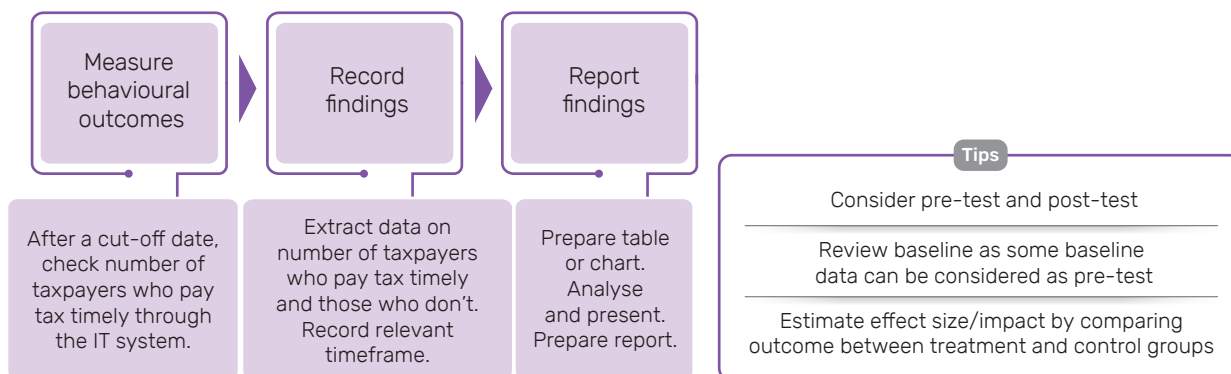 Measure
behavioural
outcomes
Record
findings
Report
findings
After a cut-off date,
check number of
taxpayers who pay
tax timely through
the IT system.
Extract data on
number of taxpayers
who pay tax timely
and those who don’t.
Record relevant
timeframe.
Prepare table
or chart.
Analyse
and present.
Prepare report.
Tips
Consider pre-test and post-test
Review baseline as some baseline
data can be considered as pre-test
Estimate effect size/impact by comparing
outcome between treatment and control groups